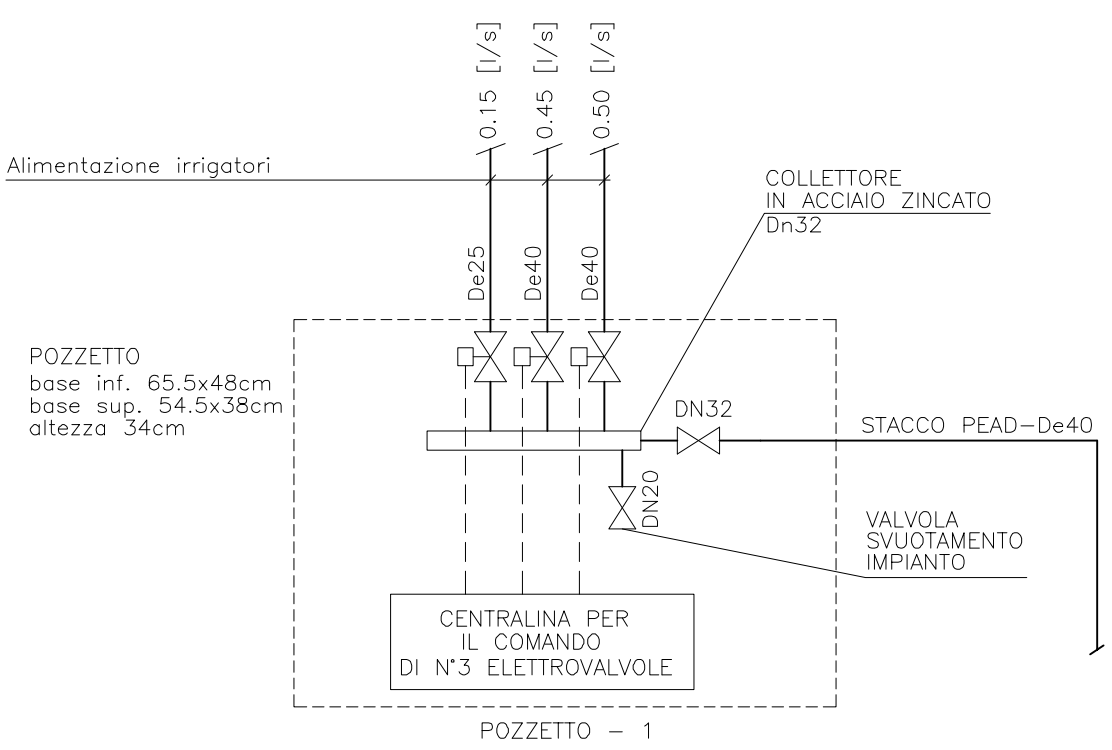 0.15 [l/s]
0.45 [l/s]
0.50 [l/s]
Alimentazione irrigatori
COLLETTORE
IN ACCIAIO ZINCATO
Dn32
De25
De40
De40
POZZETTO
base inf. 65.5x48cm
base sup. 54.5x38cm
altezza 34cm
DN32
STACCO PEAD-De40
DN20
VALVOLA
SVUOTAMENTO
IMPIANTO
CENTRALINA PER
IL COMANDO
DI N°3 ELETTROVALVOLE
POZZETTO - 1